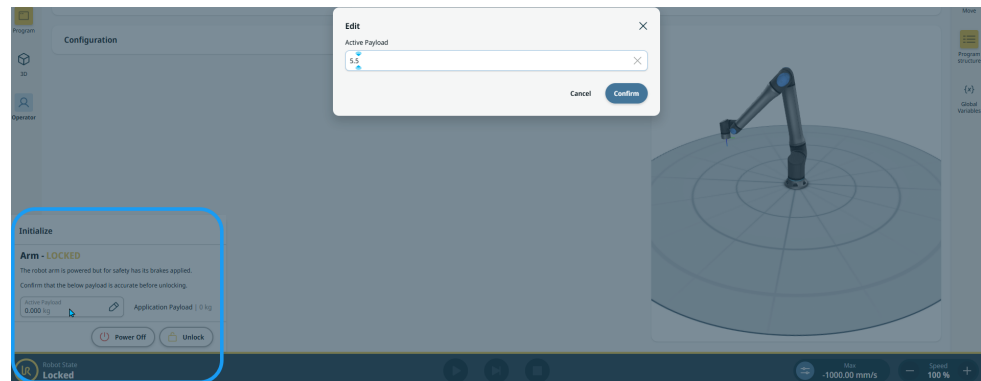 Edit
Active Payload
5.5
Cancel
Confirm
Program
3D
Operator
Configuration
Move
Program
Structure
{x}
Global
Variables
Initialize
Arm - LOCKED
The robot arm is powered but for safety has its brakes applied.
Confirm that the below payload is accurate before unlocking.
Active Payload
0.000 kg
Application Payload | 0 kg
Power Off
Unlock
UR
Robot State
Locked
Max
-1000.00 mm/s
Speed
100 %